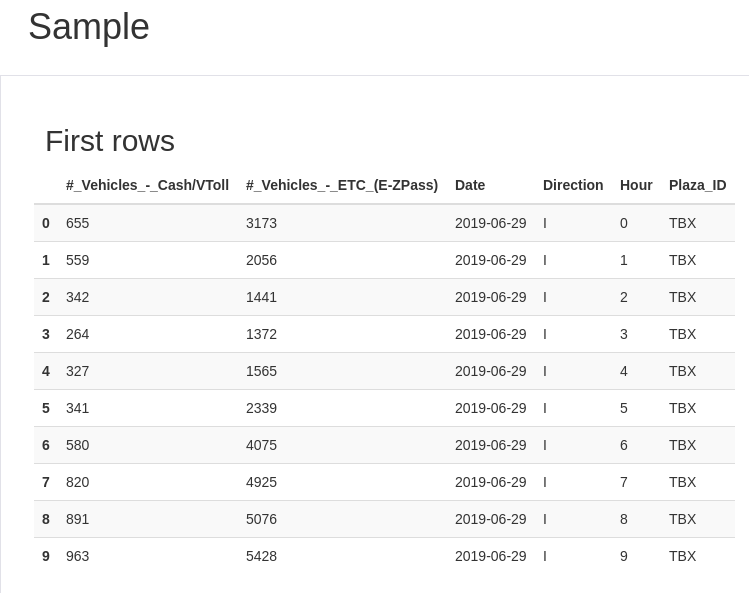 Sample
First rows
#_Vehicles_-_Cash/VToll #_Vehicles_-_ETC_(E-ZPass) Date Direction Hour Plaza_ID
0 655 3173 2019-06-29 I 0 TBX
1 559 2056 2019-06-29 I 1 TBX
2 342 1441 2019-06-29 I 2 TBX
3 264 1372 2019-06-29 I 3 TBX
4 327 1565 2019-06-29 I 4 TBX
5 341 2339 2019-06-29 I 5 TBX
6 580 4075 2019-06-29 I 6 TBX
7 820 4925 2019-06-29 I 7 TBX
8 891 5076 2019-06-29 I 8 TBX
9 963 5428 2019-06-29 I 9 TBX